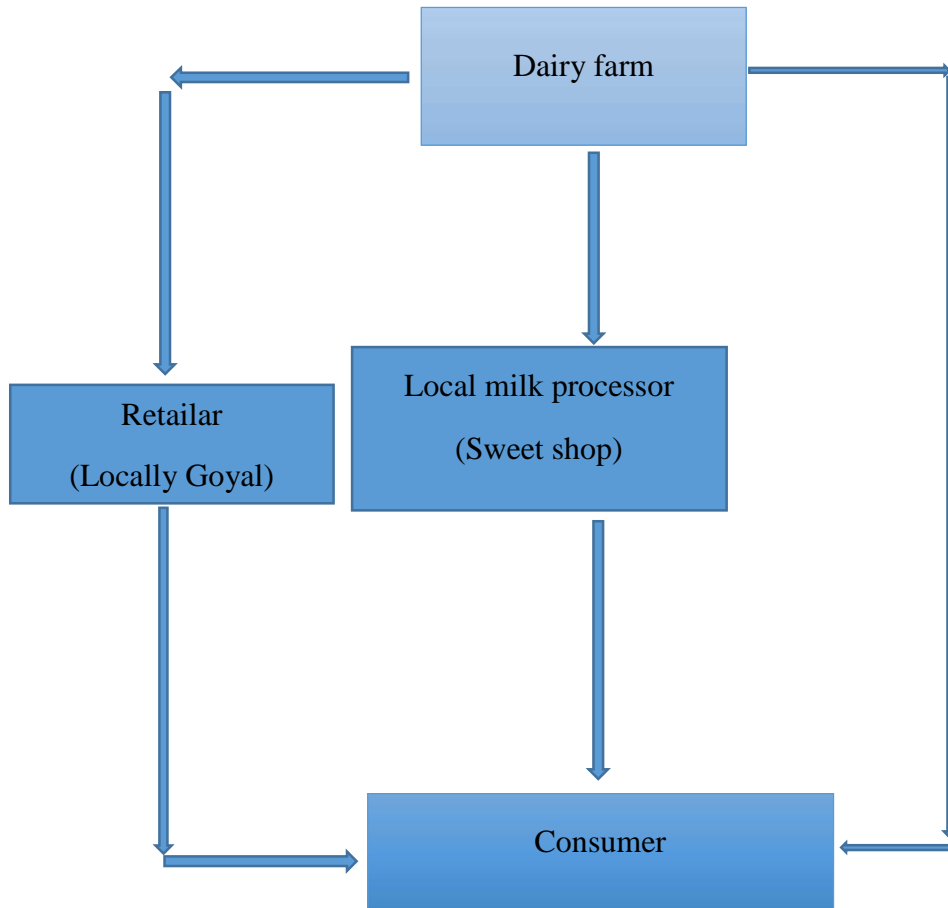 Dairy farm
Local milk processor
(Sweet shop)
Retailar
(Locally Goyal)
Consumer